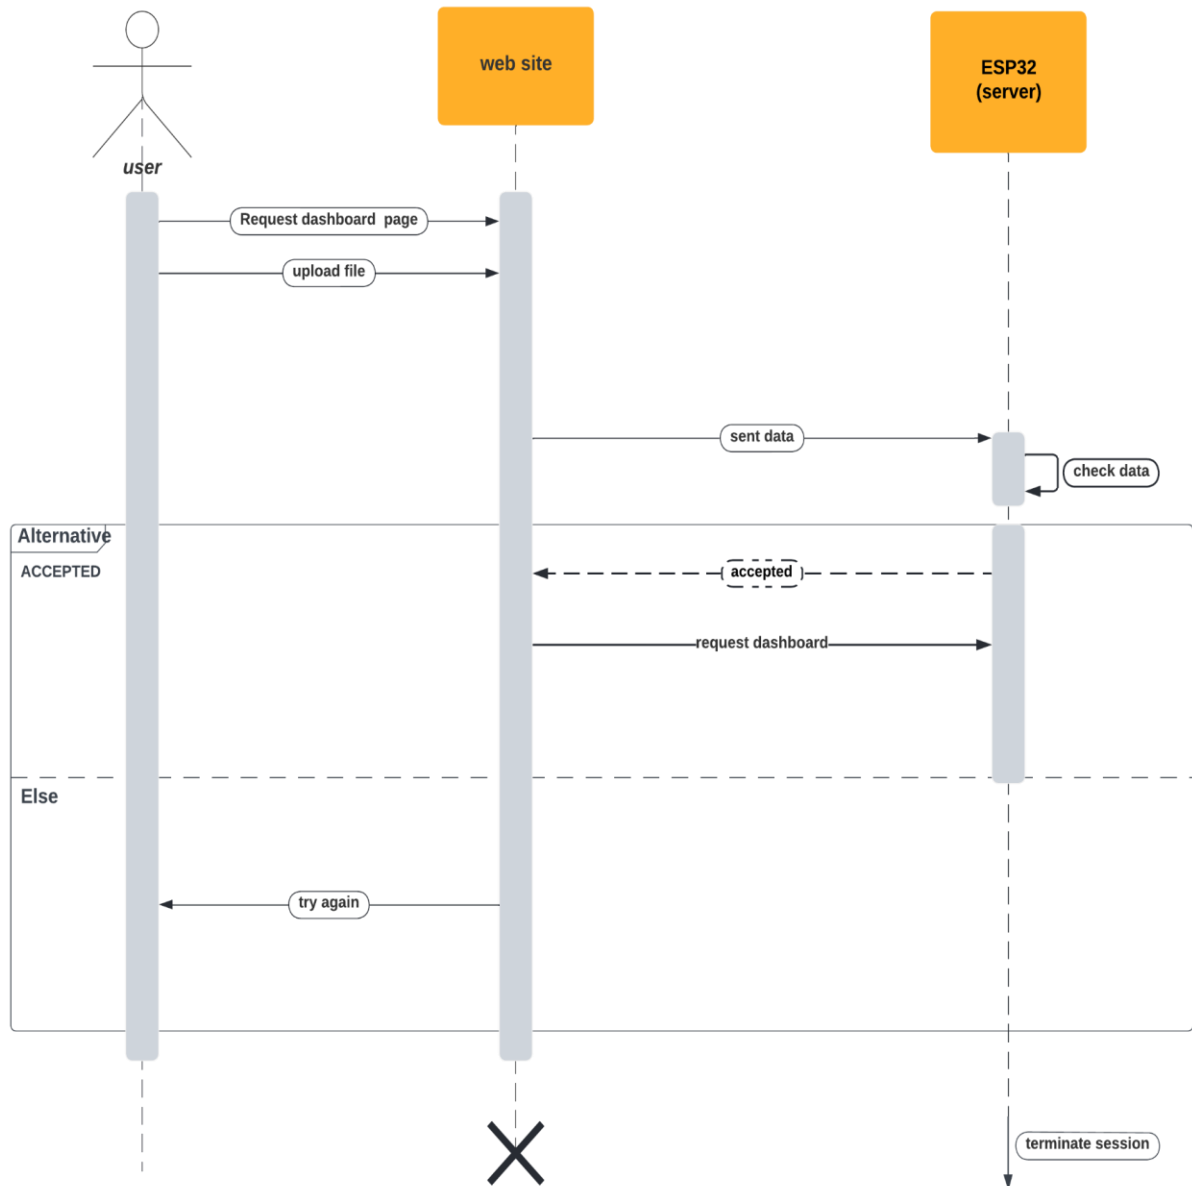 web site
ESP32
(server)
user
Request dashboard  page
upload file
sent data
check data
Alternative
ACCEPTED
accepted
request dashboard
Else
try again
terminate session